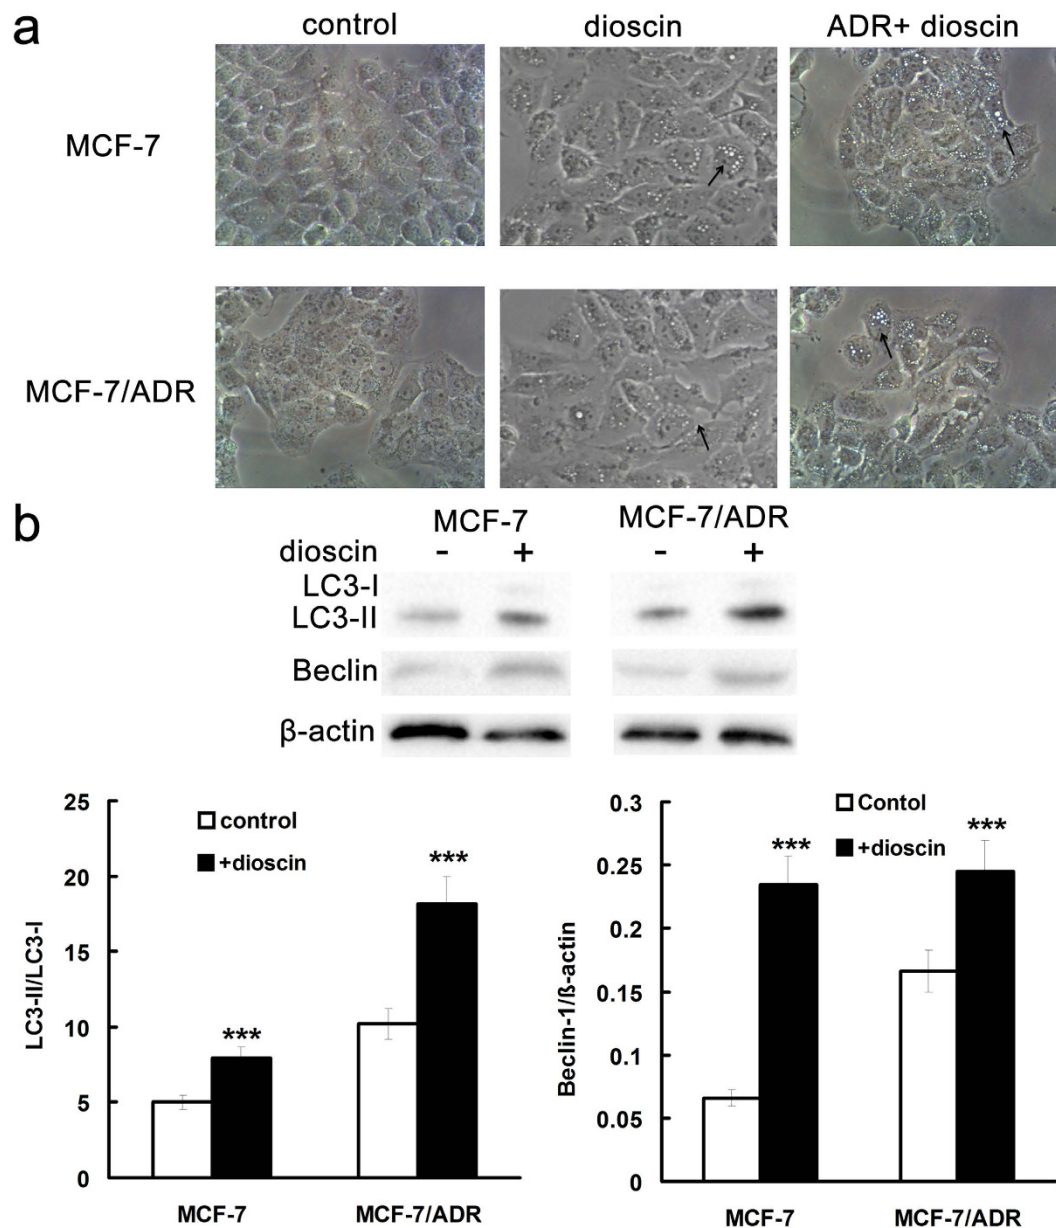 a
control dioscin ADR+ dioscin
MCF-7
MCF-7/ADR
b
MCF-7 MCF-7/ADR
dioscin - + - +
LC3-I
LC3-II
Beclin
β-actin
25
20
15
10
5
0
LC3-II/LC3-I
control
+dioscin
***
***
MCF-7 MCF-7/ADR
0.3
0.25
0.2
0.15
0.1
0.05
0
Beclin-1/ß-actin
Contol
+dioscin
***
***
MCF-7 MCF-7/ADR